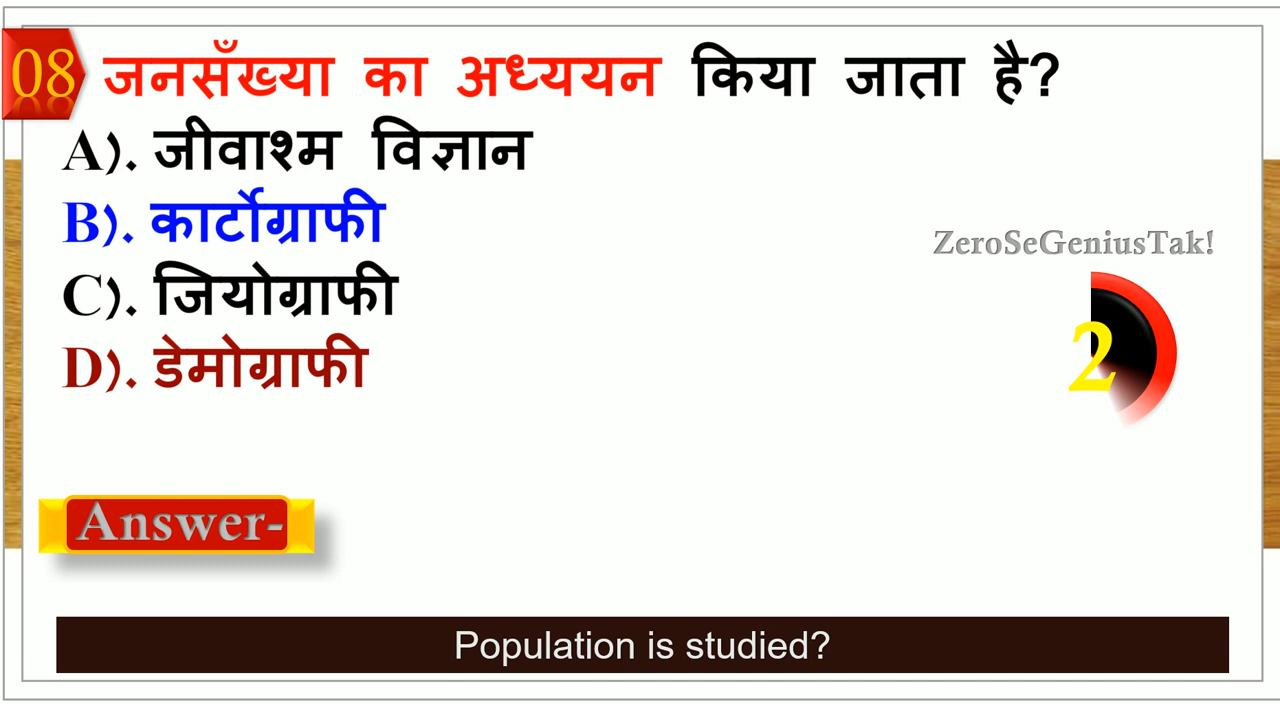 08 जनसँख्या का अध्ययन किया जाता है?
A). जीवाश्म विज्ञान
B). कार्टोग्राफी
C). जियोग्राफी
D). डेमोग्राफी
ZeroSeGeniusTak!
2
Answer-
Population is studied?